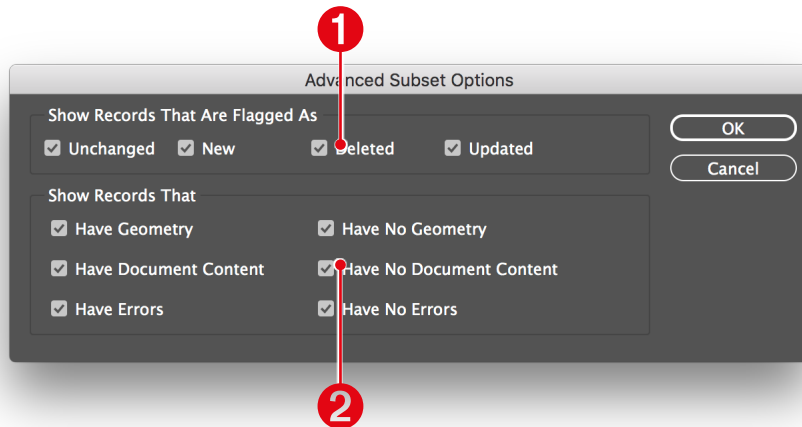 1
Advanced Subset Options
Show Records That Are Flagged As
Unchanged New Deleted Updated
OK
Cancel
Show Records That
Have Geometry Have No Geometry
Have Document Content Have No Document Content
Have Errors Have No Errors
2